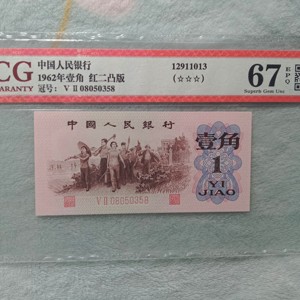 CG
ARANTY
中国人民银行
1962年壹角 红二凸版
冠号: V Ⅱ 08050358
12911013
(☆☆☆)
67
EPQ
Superb Gem Unc
中國人民銀行
壹角
1
YI
JIAO
V Ⅱ 08050358